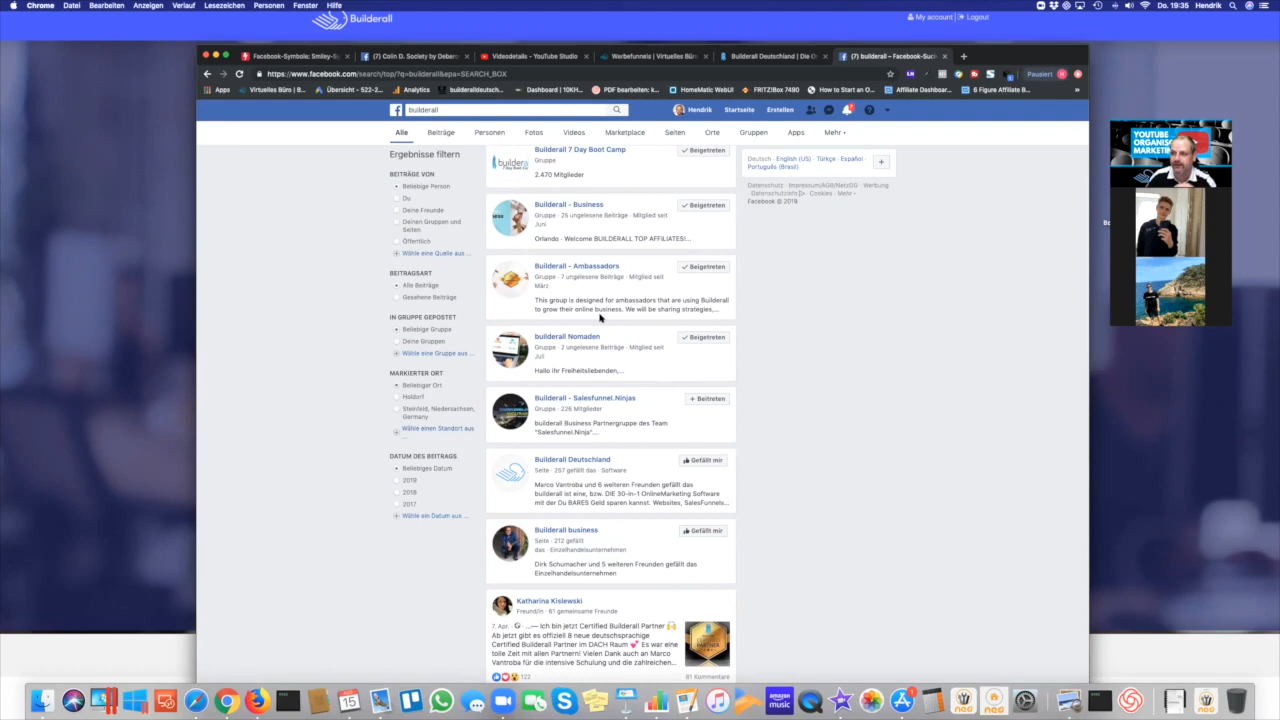 Chrome Datei Bearbeiten Anzeigen Verlauf Lesezeichen Personen Fenster Hilfe
Do. 19:35 Hendrik
Builderall
My account | Logout
Facebook-Symbole; Smiley-S
(7) Colin D. Society by Debero
Videodetails - YouTube Studio
Werbefunnels | Virtuelles Bür
Builderall Deutschland | Die O
(7) builderall – Facebook-Suc
https://www.facebook.com/search/top/?q=builderall&epa=SEARCH_BOX
Pausiert
Apps
Virtuelles Büro | B...
Übersicht - 522-2...
Analytics
builderalldeutsch...
Dashboard | 10KH...
PDF bearbeiten: k...
HomeMatic WebUI
FRITZ!Box 7490
How to Start an O...
Affiliate Dashboar...
6 Figure Affiliate B...
builderall
Hendrik Startseite Erstellen
Alle Beiträge Personen Fotos Videos Marketplace Seiten Orte Gruppen Apps Mehr
Ergebnisse filtern
BEITRÄGE VON
Beliebige Person
Du
Deine Freunde
Deinen Gruppen und
Seiten
Öffentlich
Wähle eine Quelle aus ...
BEITRAGSART
Alle Beiträge
Gesehene Beiträge
IN GRUPPE GEPOSTET
Beliebige Gruppe
Deine Gruppen
Wähle eine Gruppe aus ...
MARKIERTER ORT
Beliebiger Ort
Holdorf
Steinfeld, Niedersachsen,
Germany
Wähle einen Standort aus
...
DATUM DES BEITRAGS
Beliebiges Datum
2019
2018
2017
Wähle ein Datum aus ...
Builderall 7 Day Boot Camp
Gruppe
2.470 Mitglieder
Beigetreten
Builderall - Business
Gruppe · 25 ungelesene Beiträge · Mitglied seit
Juni
Orlando · Welcome BUILDERALL TOP AFFILIATES!...
Beigetreten
Builderall - Ambassadors
Gruppe · 7 ungelesene Beiträge · Mitglied seit
März
This group is designed for ambassadors that are using Builderall
to grow their online business. We will be sharing strategies,...
Beigetreten
builderall Nomaden
Gruppe · 2 ungelesene Beiträge · Mitglied seit
Juli
Hallo ihr Freiheitsliebenden,...
Beigetreten
Builderall - Salesfunnel.Ninjas
Gruppe · 226 Mitglieder
builderall Business Partnergruppe des Team
"Salesfunnel.Ninja"....
+ Beitreten
Builderall Deutschland
Seite · 257 gefällt das · Software
Marco Vantroba und 6 weiteren Freunden gefällt das
builderall ist eine, bzw. DIE 30-in-1 OnlineMarketing Software
mit der Du BARES Geld sparen kannst. Websites, SalesFunnels...
Gefällt mir
Builderall business
Seite · 212 gefällt
das · Einzelhandelsunternehmen
Dirk Schumacher und 5 weiteren Freunden gefällt das
Einzelhandelsunternehmen
Gefällt mir
Katharina Kislewski
Freund/in · 61 gemeinsame Freunde
7. Apr. · ...— Ich bin jetzt Certified Builderall Partner 🙌
Ab jetzt gibt es offiziell 8 neue deutschsprachige
Certified Builderall Partner im DACH Raum 💕 Es war eine
tolle Zeit mit allen Partnern! Vielen Dank auch an Marco
Vantroba für die intensive Schulung und die zahlreichen...
122
81 Kommentare
Deutsch · English (US) · Türkçe · Español ·
Português (Brasil)
Datenschutz · Impressum/AGB/NetzDG · Werbung
· Datenschutzinfo · Cookies · Mehr
Facebook © 2019
YOUTUBE
ORGANISC
MARKETING
amazon
music